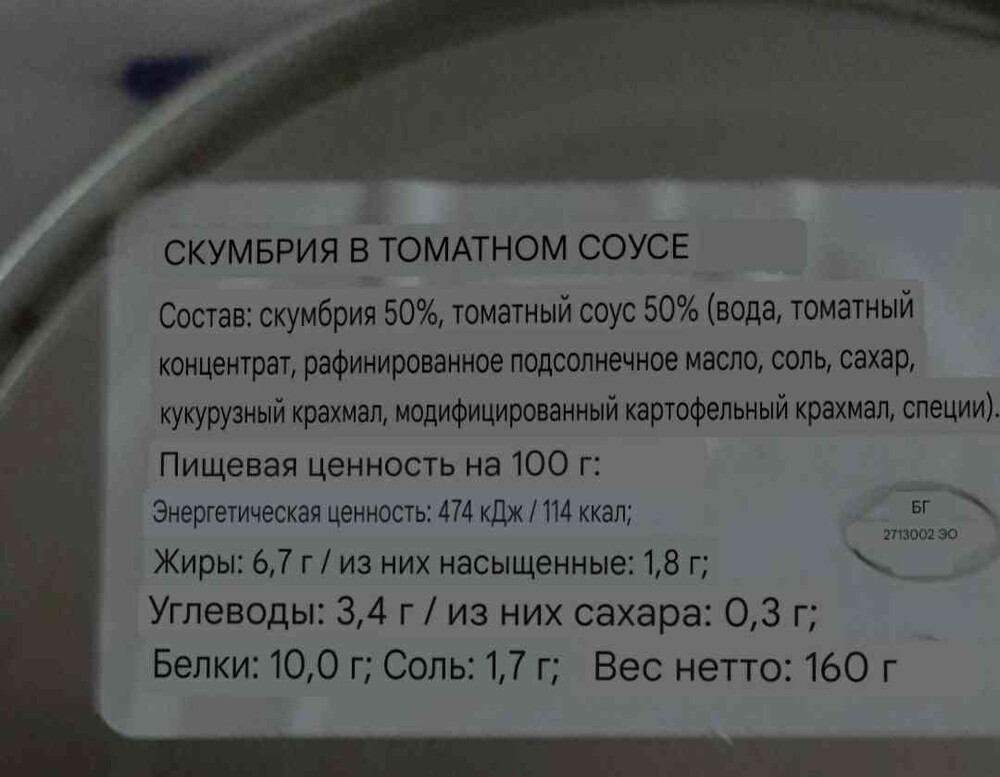 СКУМБРИЯ В ТОМАТНОМ СОУСЕ
Состав: скумбрия 50%, томатный соус 50% (вода, томатный
концентрат, рафинированное подсолнечное масло, соль, сахар,
кукурузный крахмал, модифицированный картофельный крахмал, специи).
Пищевая ценность на 100 г:
Энергетическая ценность: 474 кДж / 114 ккал;
Жиры: 6,7 г / из них насыщенные: 1,8 г;
Углеводы: 3,4 г / из них сахара: 0,3 г;
Белки: 10,0 г; Соль: 1,7 г; Вес нетто: 160 г
БГ
2713002 ЭО